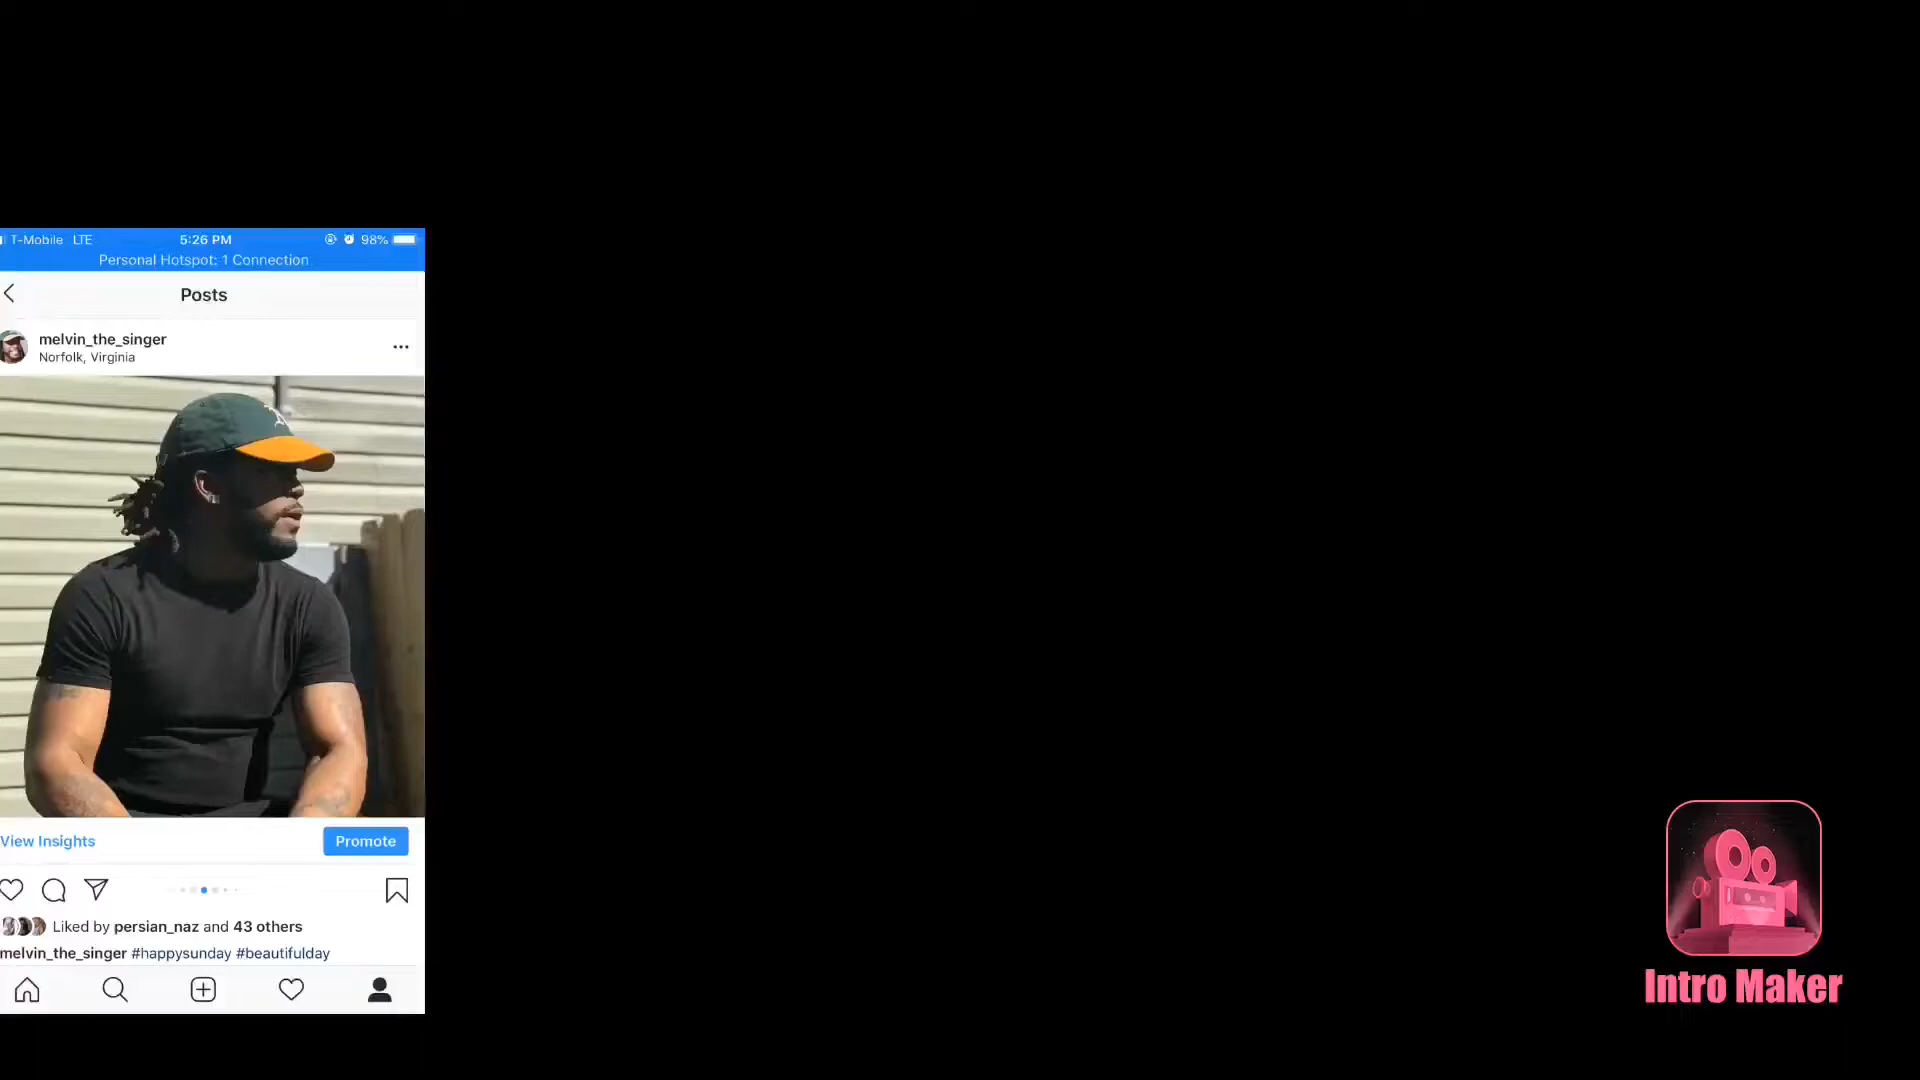 T-Mobile LTE 5:26 PM 98%
Personal Hotspot: 1 Connection
Posts
melvin_the_singer
Norfolk, Virginia
View Insights Promote
Liked by persian_naz and 43 others
melvin_the_singer #happysunday #beautifulday
Intro Maker